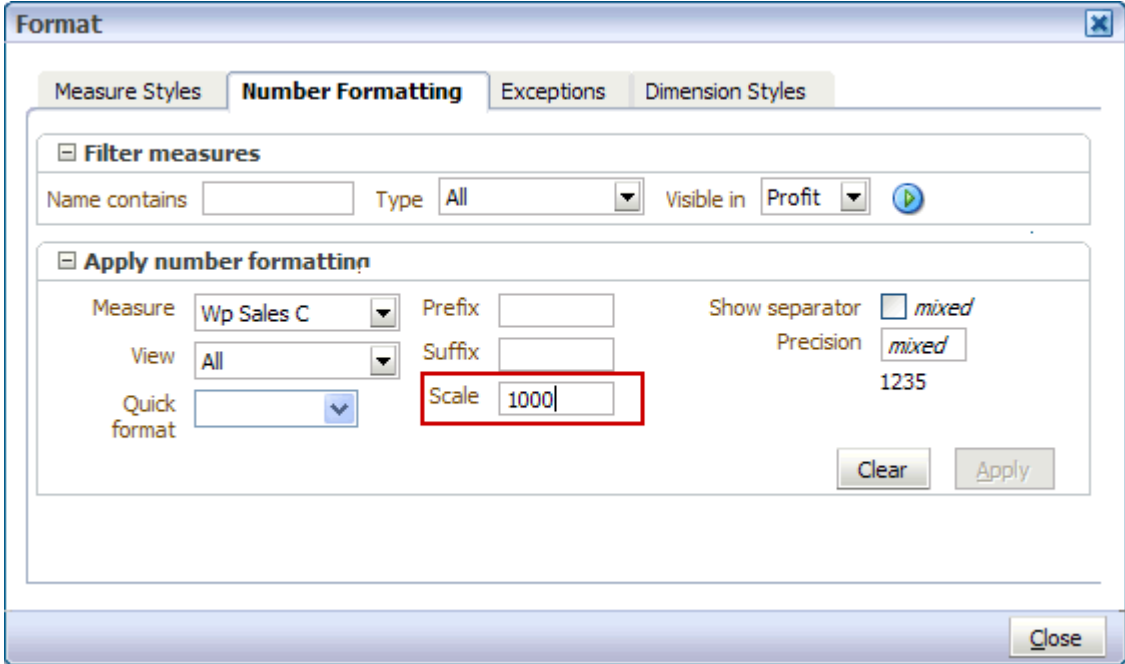 Format
Measure Styles Number Formatting Exceptions Dimension Styles
Filter measures
Name contains Type All Visible in Profit
Apply number formatting
Measure Wp Sales C Prefix Show separator mixed
View All Suffix Precision mixed
1235
Quick format Scale 1000
Clear Apply
Close